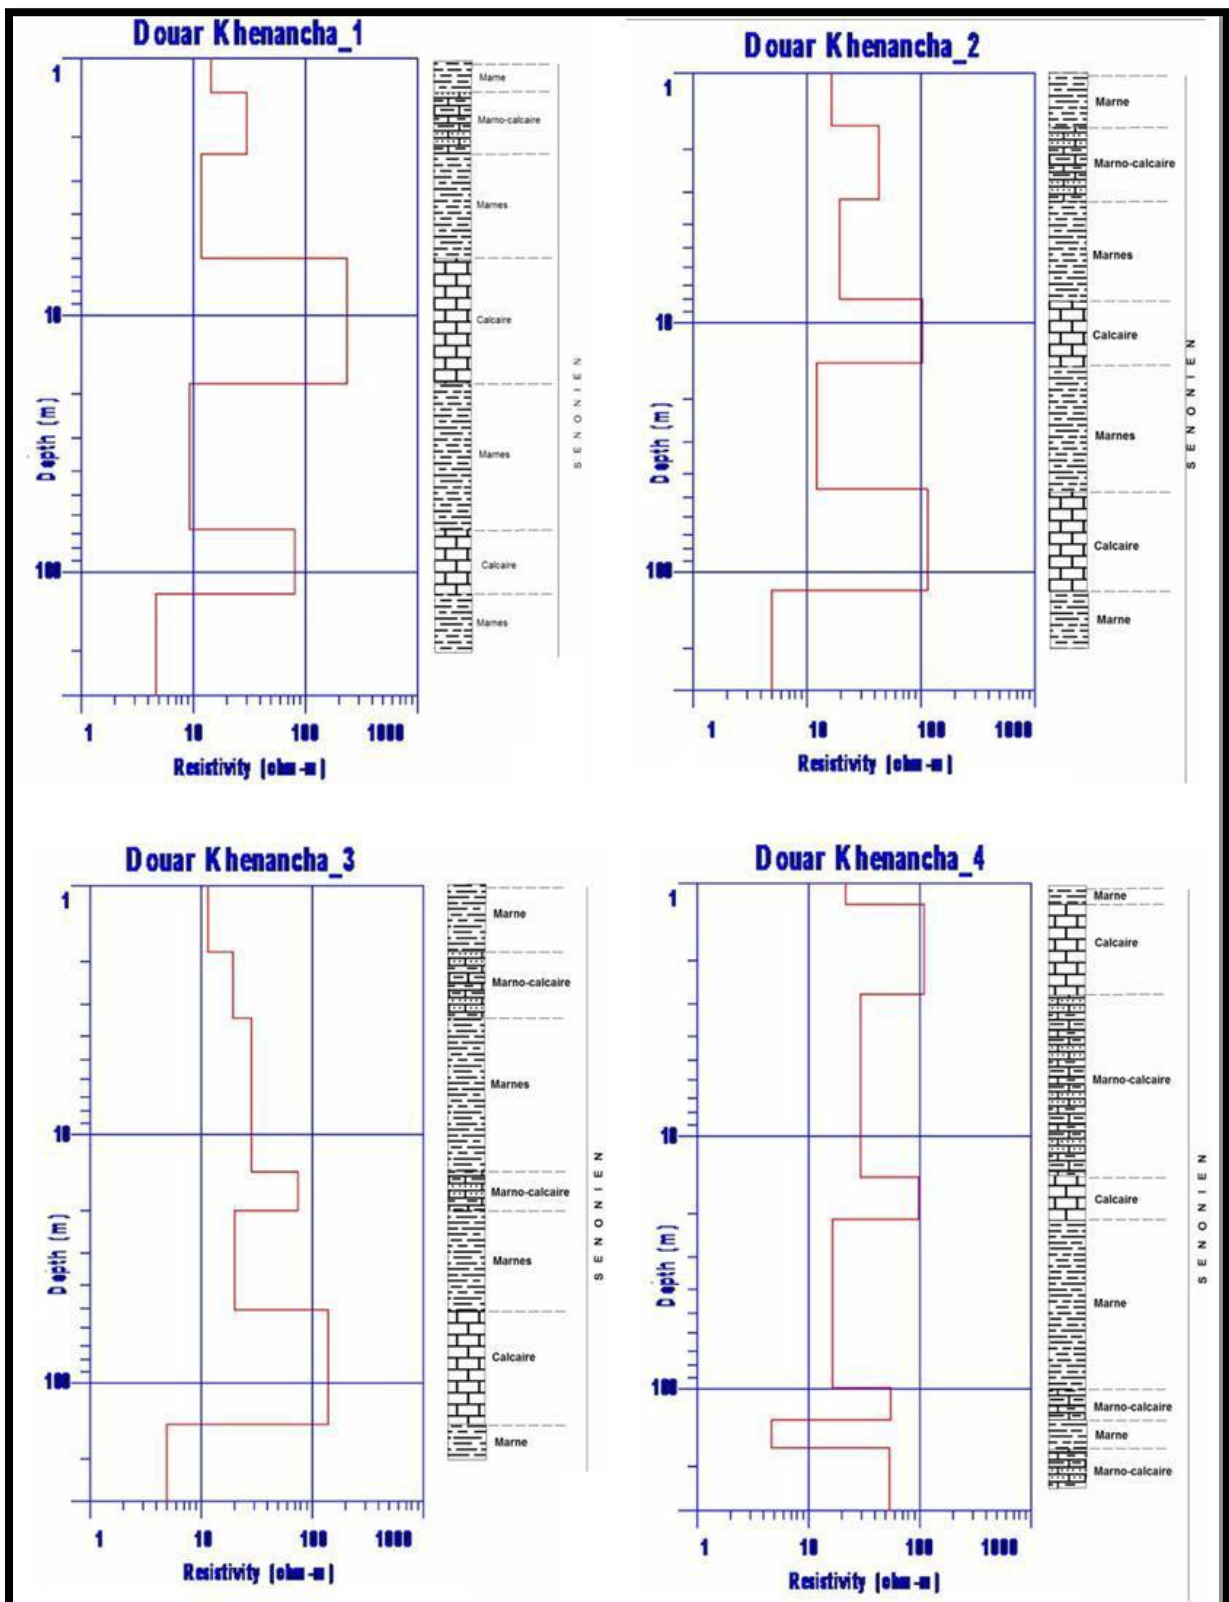 Douar Khenancha_1
1
Marne
Marno-calcaire
Marnes
10
Calcaire
Depth (m)
Marnes
100
Calcaire
Marnes
SENONIEN
1 10 100 1000
Resistivity (ohm-m)
Douar Khenancha_2
1
Marne
Marno-calcaire
Marnes
10
Calcaire
Depth (m)
Marnes
100
Calcaire
Marne
SENONIEN
1 10 100 1000
Resistivity (ohm-m)
Douar Khenancha_3
1
Marne
Marno-calcaire
Marnes
10
Marno-calcaire
Depth (m)
Marnes
Calcaire
100
Marne
SENONIEN
1 10 100 1000
Resistivity (ohm-m)
Douar Khenancha_4
1
Marne
Calcaire
Marno-calcaire
10
Calcaire
Depth (m)
Marne
100
Marno-calcaire
Marne
Marno-calcaire
SENONIEN
1 10 100 1000
Resistivity (ohm-m)